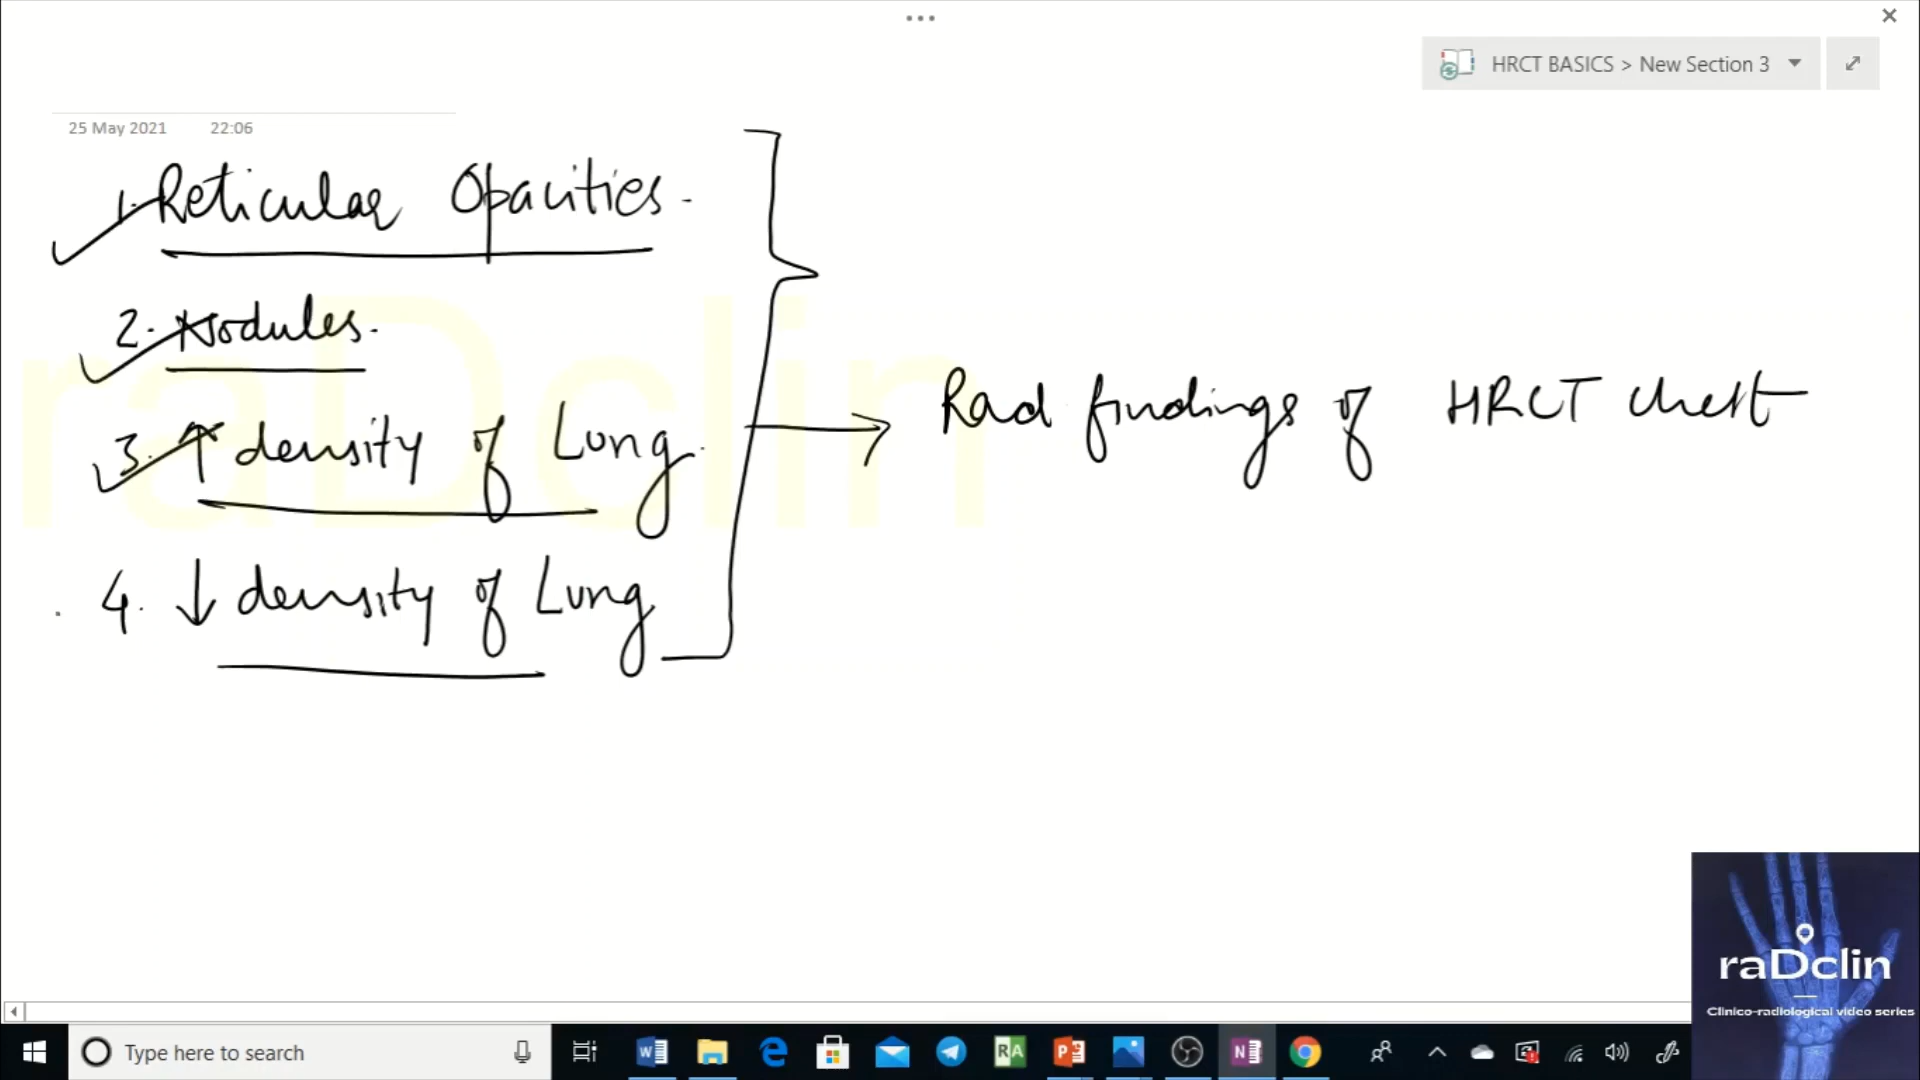 HRCT BASICS > New Section 3
25 May 2021 22:06
1. Reticular Opacities.
2. Nodules.
3. ↑ density of Lung.
4. ↓ density of Lung
Rad findings of HRCT chest
raDclin
raDclin
Clinico-radiological video series
Type here to search